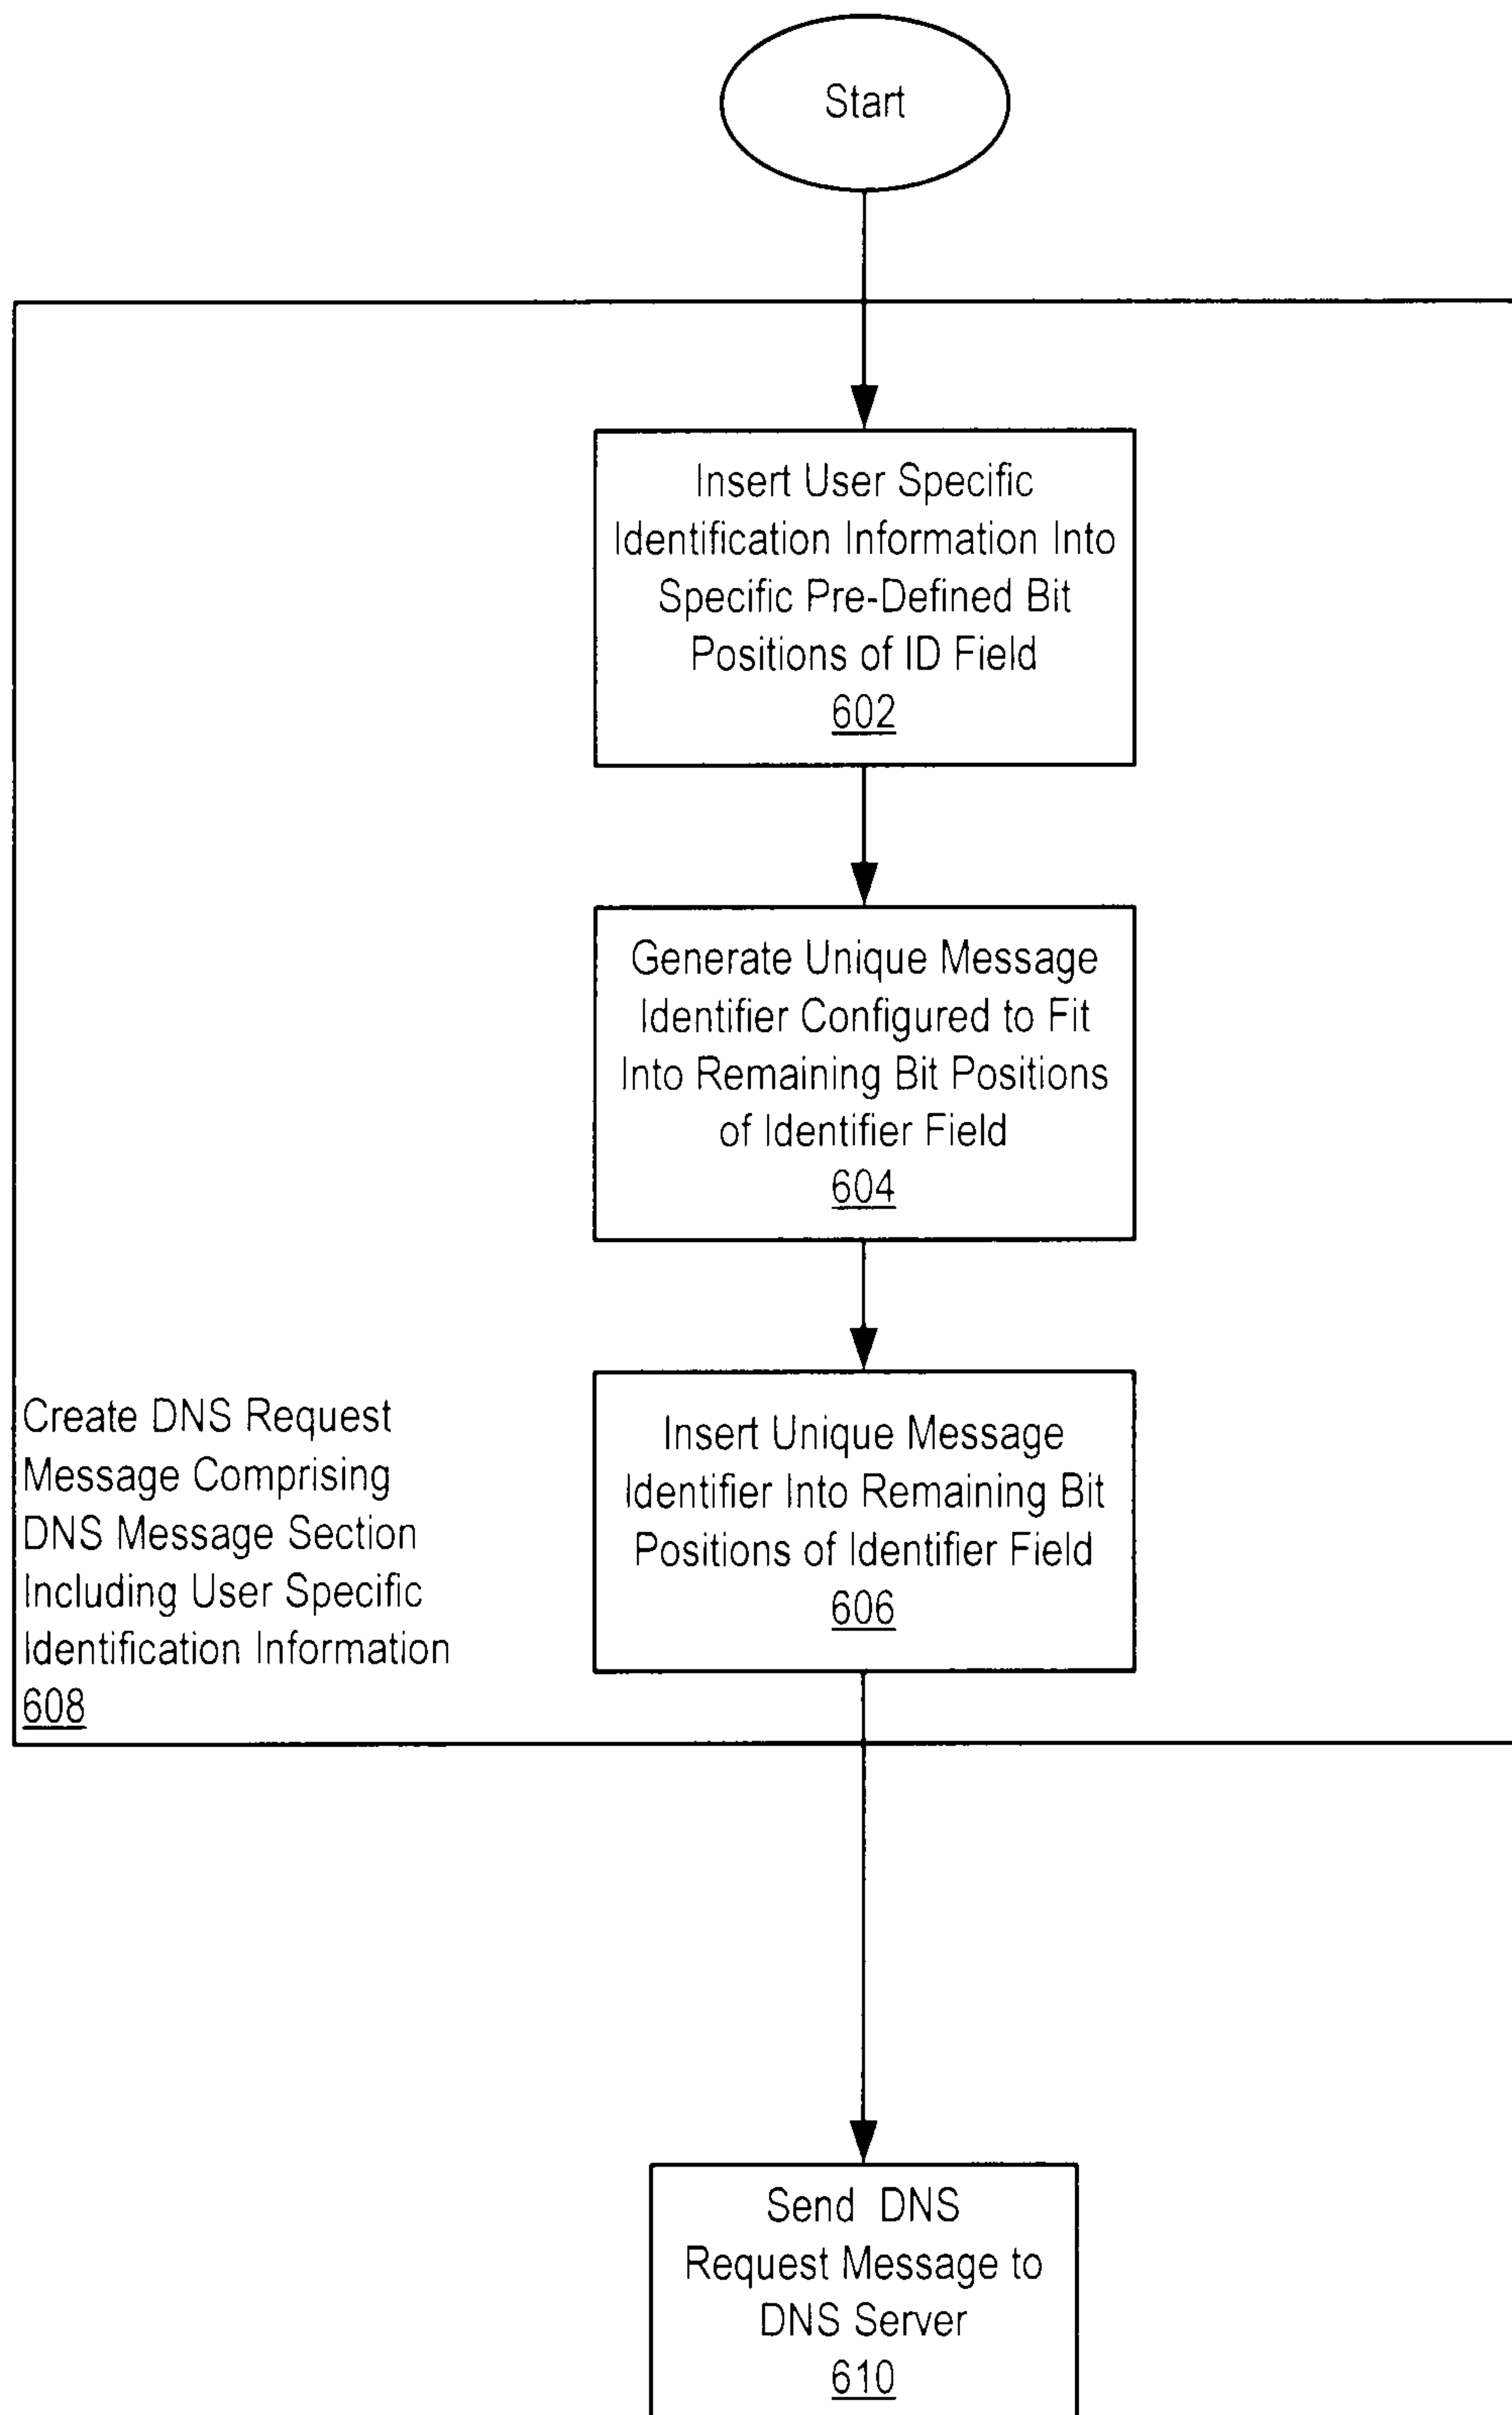 Start
Insert User Specific
Identification Information Into
Specific Pre-Defined Bit
Positions of ID Field
602
Generate Unique Message
Identifier Configured to Fit
Into Remaining Bit Positions
of Identifier Field
604
Insert Unique Message
Identifier Into Remaining Bit
Positions of Identifier Field
606
Create DNS Request
Message Comprising
DNS Message Section
Including User Specific
Identification Information
608
Send DNS
Request Message to
DNS Server
610